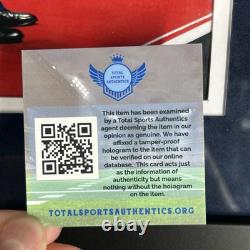 TOTAL
SPORTS
AUTHENTICS
This item has been examined
by a Total Sports Authentics
agent deeming the item in our
opinion as genuine. We have
affixed a tamper-proof
hologram to the item that can
be verified on our online
database. This card acts just
as the information of
authenticity but means
nothing without the hologram
on the item.
TOTALSPORTSAUTHENTICS.ORG